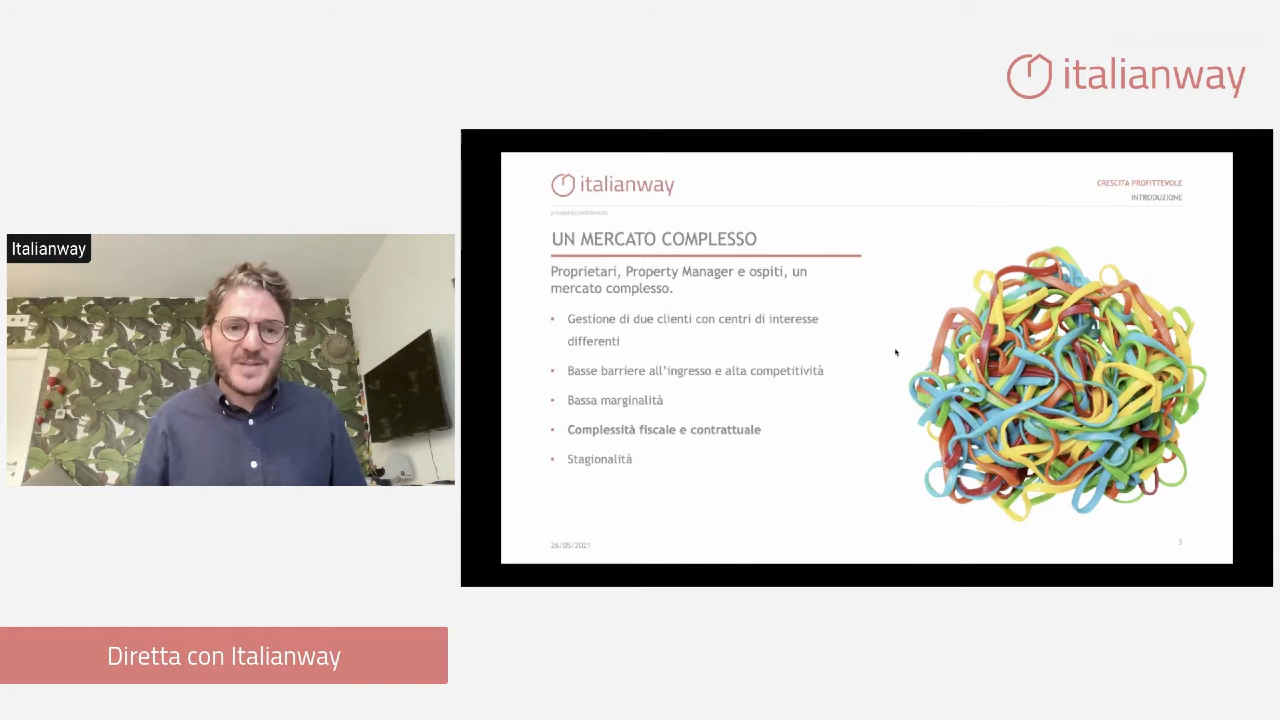 italianway
Italianway
italianway
CRESCITA PROFITTEVOLE
INTRODUZIONE
private&confidential
UN MERCATO COMPLESSO
Proprietari, Property Manager e ospiti, un
mercato complesso.
• Gestione di due clienti con centri di interesse
differenti
• Basse barriere all'ingresso e alta competitività
• Bassa marginalità
• Complessità fiscale e contrattuale
• Stagionalità
26/05/2021
3
Diretta con Italianway